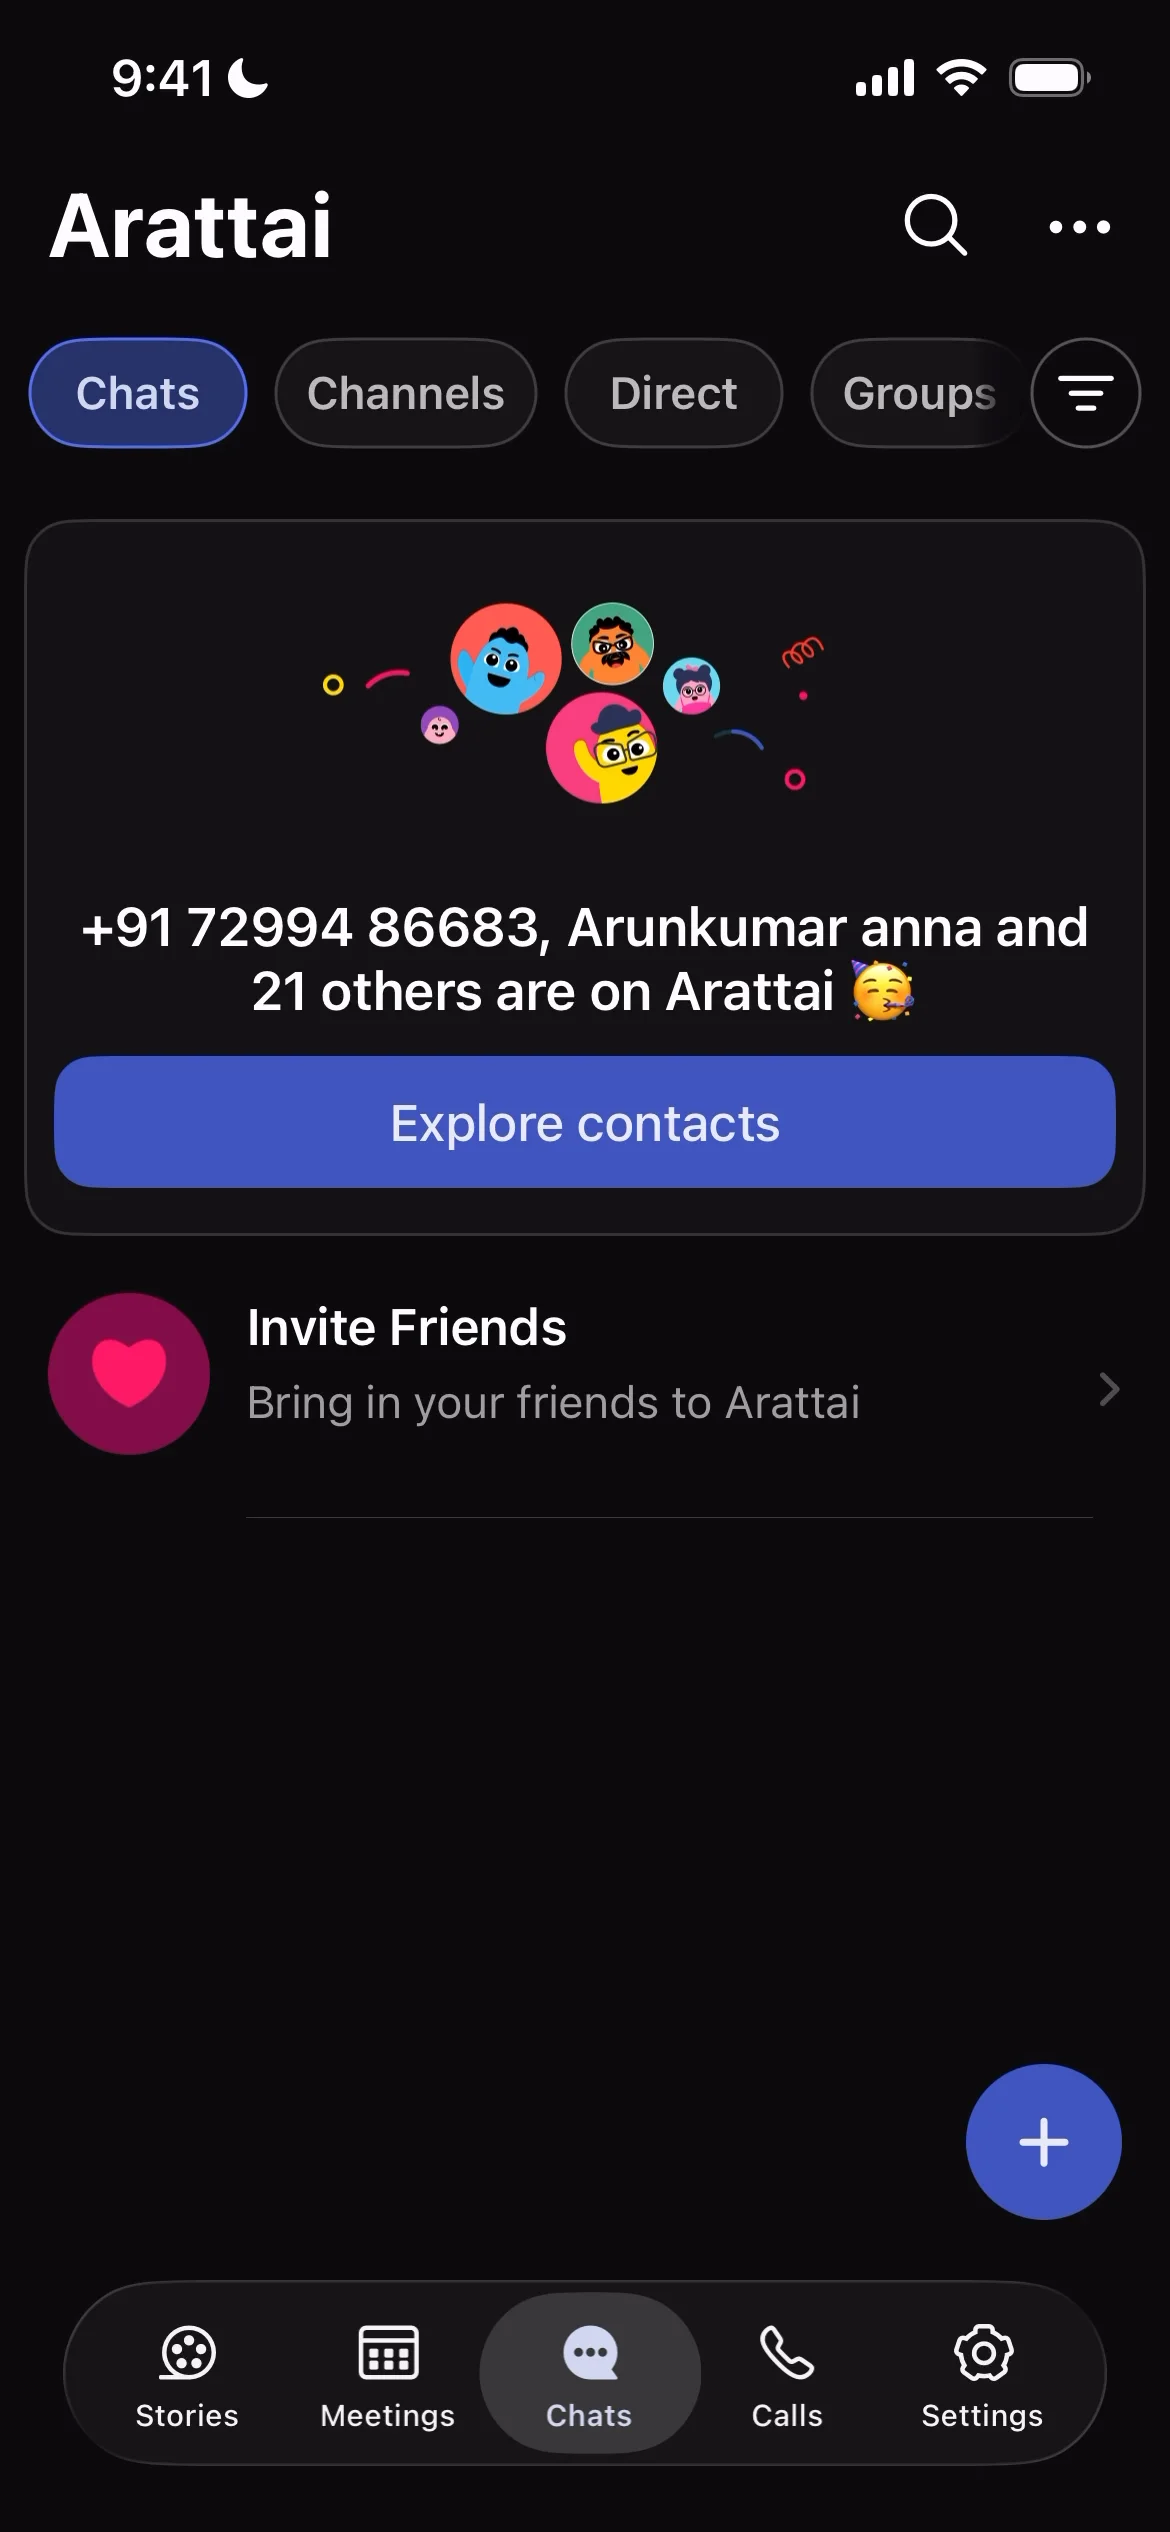 9:41
Arattai
Chats
Channels
Direct
Groups
+91 72994 86683, Arunkumar anna and
21 others are on Arattai 🥳
Explore contacts
Invite Friends
Bring in your friends to Arattai
Stories
Meetings
Chats
Calls
Settings